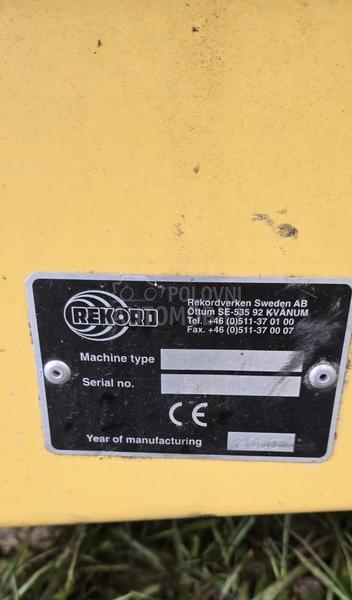 POLOVNI
REKORD
Rekordverken Sweden AB
Ottum SE-535 92 KVÄNUM
Tel. +46 (0)511-37 01 00
Fax. +46 (0)511-37 00 07
Machine type
Serial no.
CE
Year of manufacturing